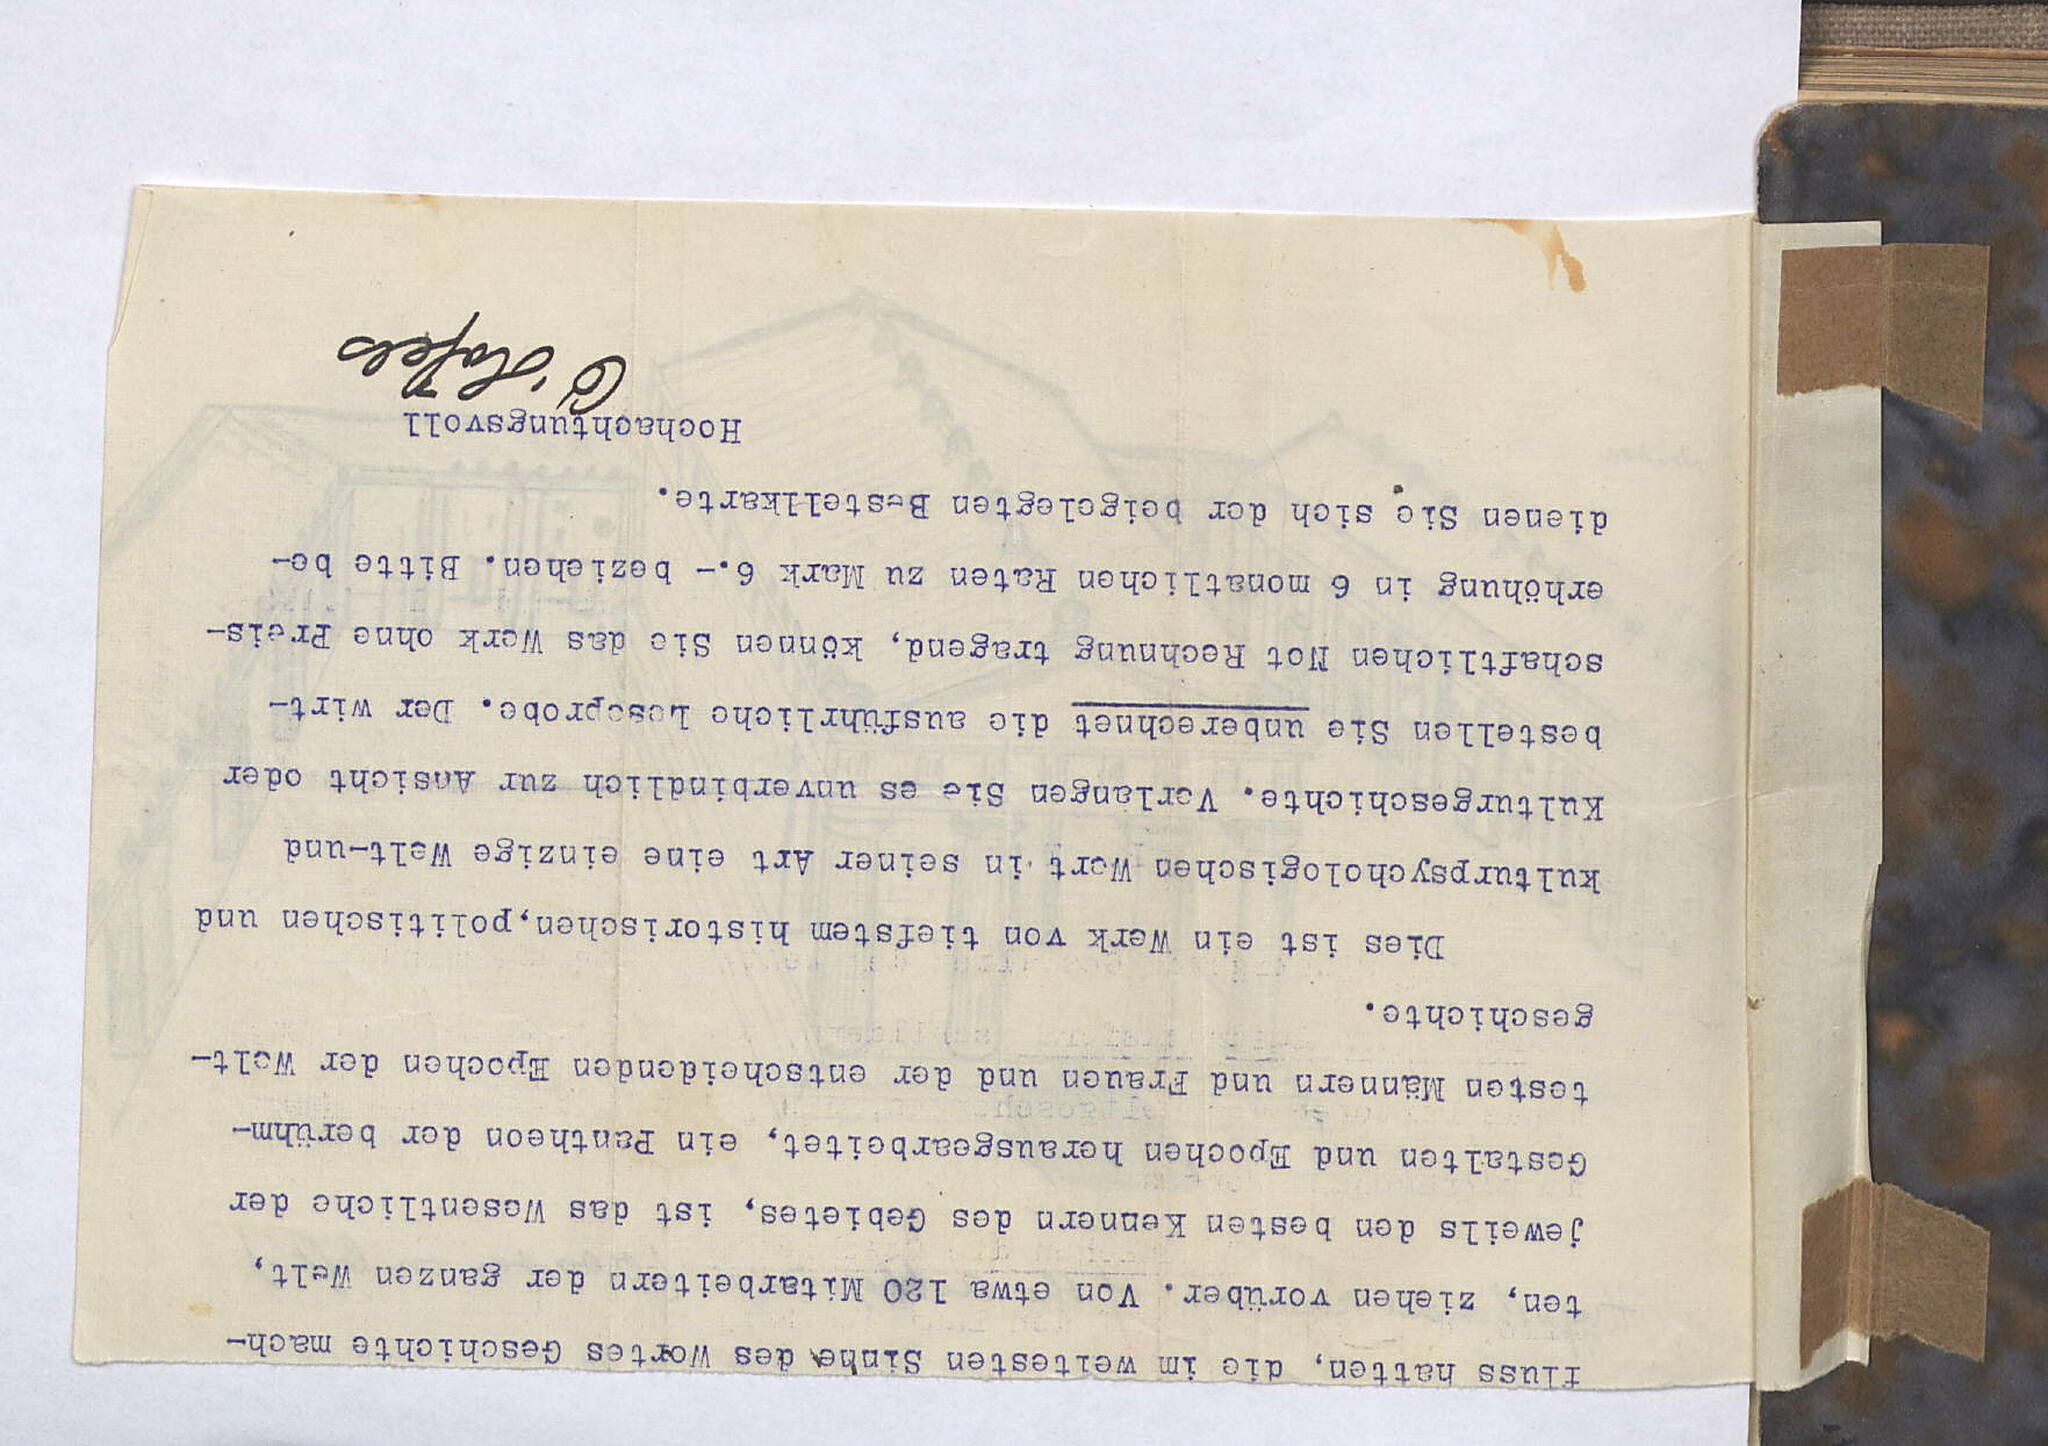 fluss hatten, die im weitesten Sinne des Wortes Geschichte mach-
ten, ziehen vorüber. Von etwa 120 Mitarbeitern der ganzen Welt,
jeweils den besten Kennern des Gebietes, ist das Wesentliche der
Gestalten und Epochen herausgearbeitet, ein Pantheon der berühm-
testen Männern und Frauen und der entscheidenden Epochen der Welt-
geschichte.
Dies ist ein Werk von tiefstem historischen,politischen und
kulturpsychologischen Wert in seiner Art eine einzige Welt-und
Kulturgeschichte. Verlangen Sie es unverbindlich zur Ansicht oder
bestellen Sie unberechnet die ausführliche Leseprobe. Der wirt-
schaftlichen Not Rechnung tragend, können Sie das Werk ohne Preis-
erhöhung in 6 monatlichen Raten zu Mark 6.- beziehen. Bitte be-
dienen Sie sich der beigelegten Bestellkarte.
Hochachtungsvoll